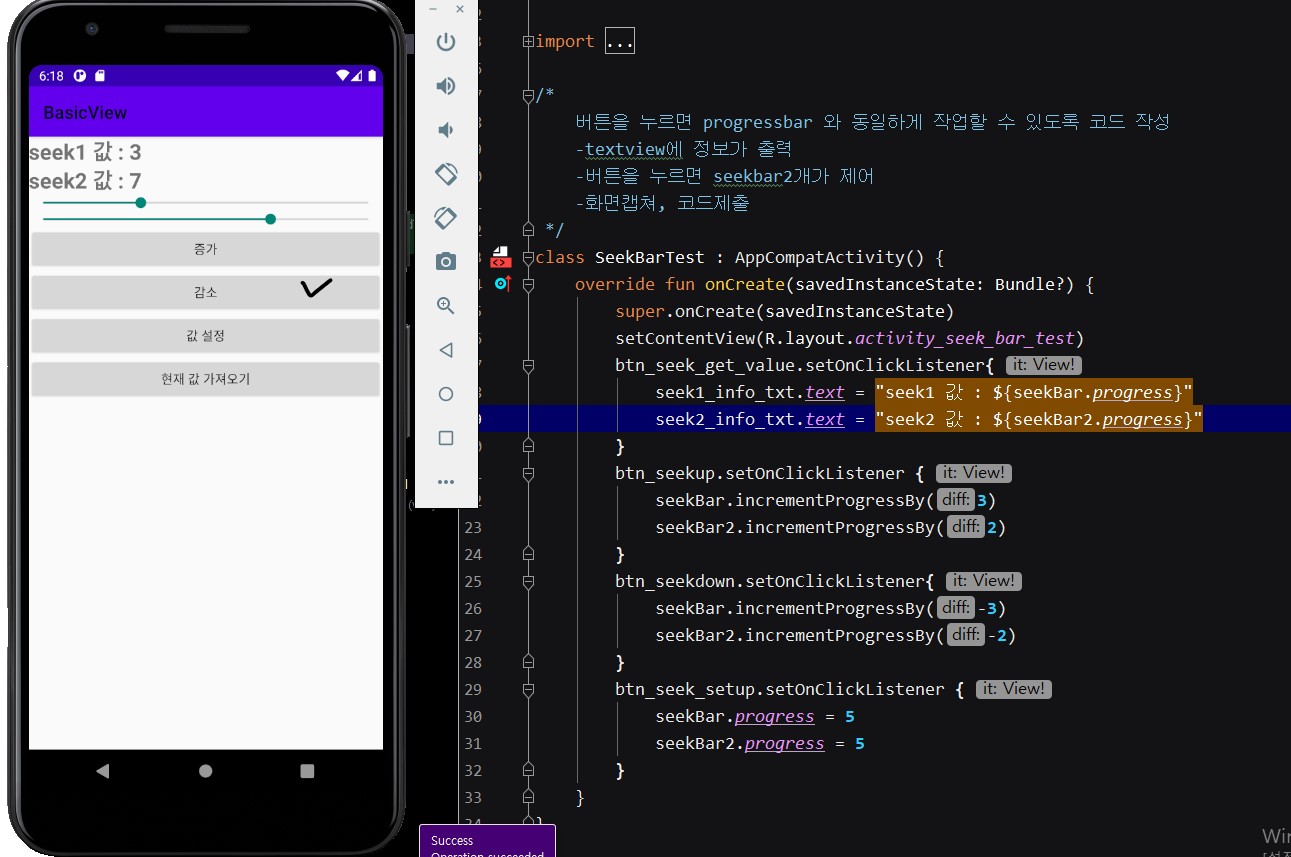 6:18
BasicView
seek1 값 : 3
seek2 값 : 7
증가
감소
값 설정
현재 값 가져오기
import ...
/*
버튼을 누르면 progressbar 와 동일하게 작업할 수 있도록 코드 작성
-textview에 정보가 출력
-버튼을 누르면 seekbar2개가 제어
-화면캡쳐, 코드제출
*/
class SeekBarTest : AppCompatActivity() {
override fun onCreate(savedInstanceState: Bundle?) {
super.onCreate(savedInstanceState)
setContentView(R.layout.activity_seek_bar_test)
btn_seek_get_value.setOnClickListener{ it: View!
seek1_info_txt.text = "seek1 값 : ${seekBar.progress}"
seek2_info_txt.text = "seek2 값 : ${seekBar2.progress}"
}
btn_seekup.setOnClickListener { it: View!
seekBar.incrementProgressBy( diff: 3)
23 seekBar2.incrementProgressBy( diff: 2)
24 }
25 btn_seekdown.setOnClickListener{ it: View!
26 seekBar.incrementProgressBy( diff: -3)
27 seekBar2.incrementProgressBy( diff: -2)
28 }
29 btn_seek_setup.setOnClickListener { it: View!
30 seekBar.progress = 5
31 seekBar2.progress = 5
32 }
33 }
}
Success
Operation succeeded